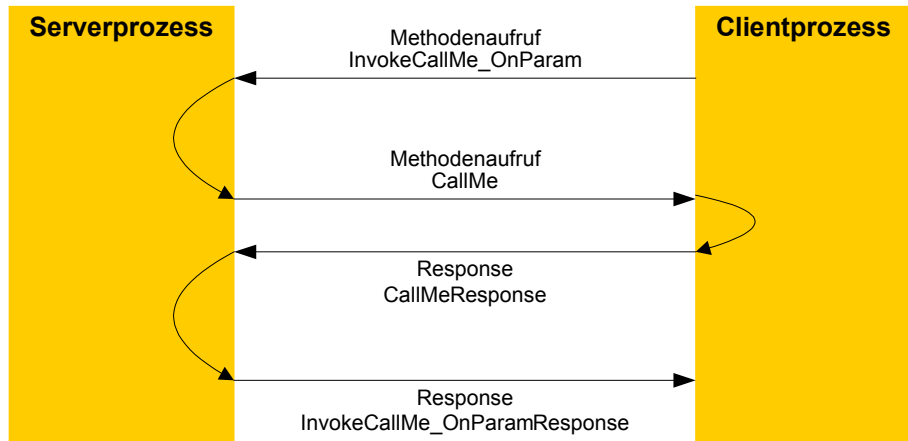 Serverprozess
Clientprozess
Methodenaufruf
InvokeCallMe_OnParam
Methodenaufruf
CallMe
Response
CallMeResponse
Response
InvokeCallMe_OnParamResponse